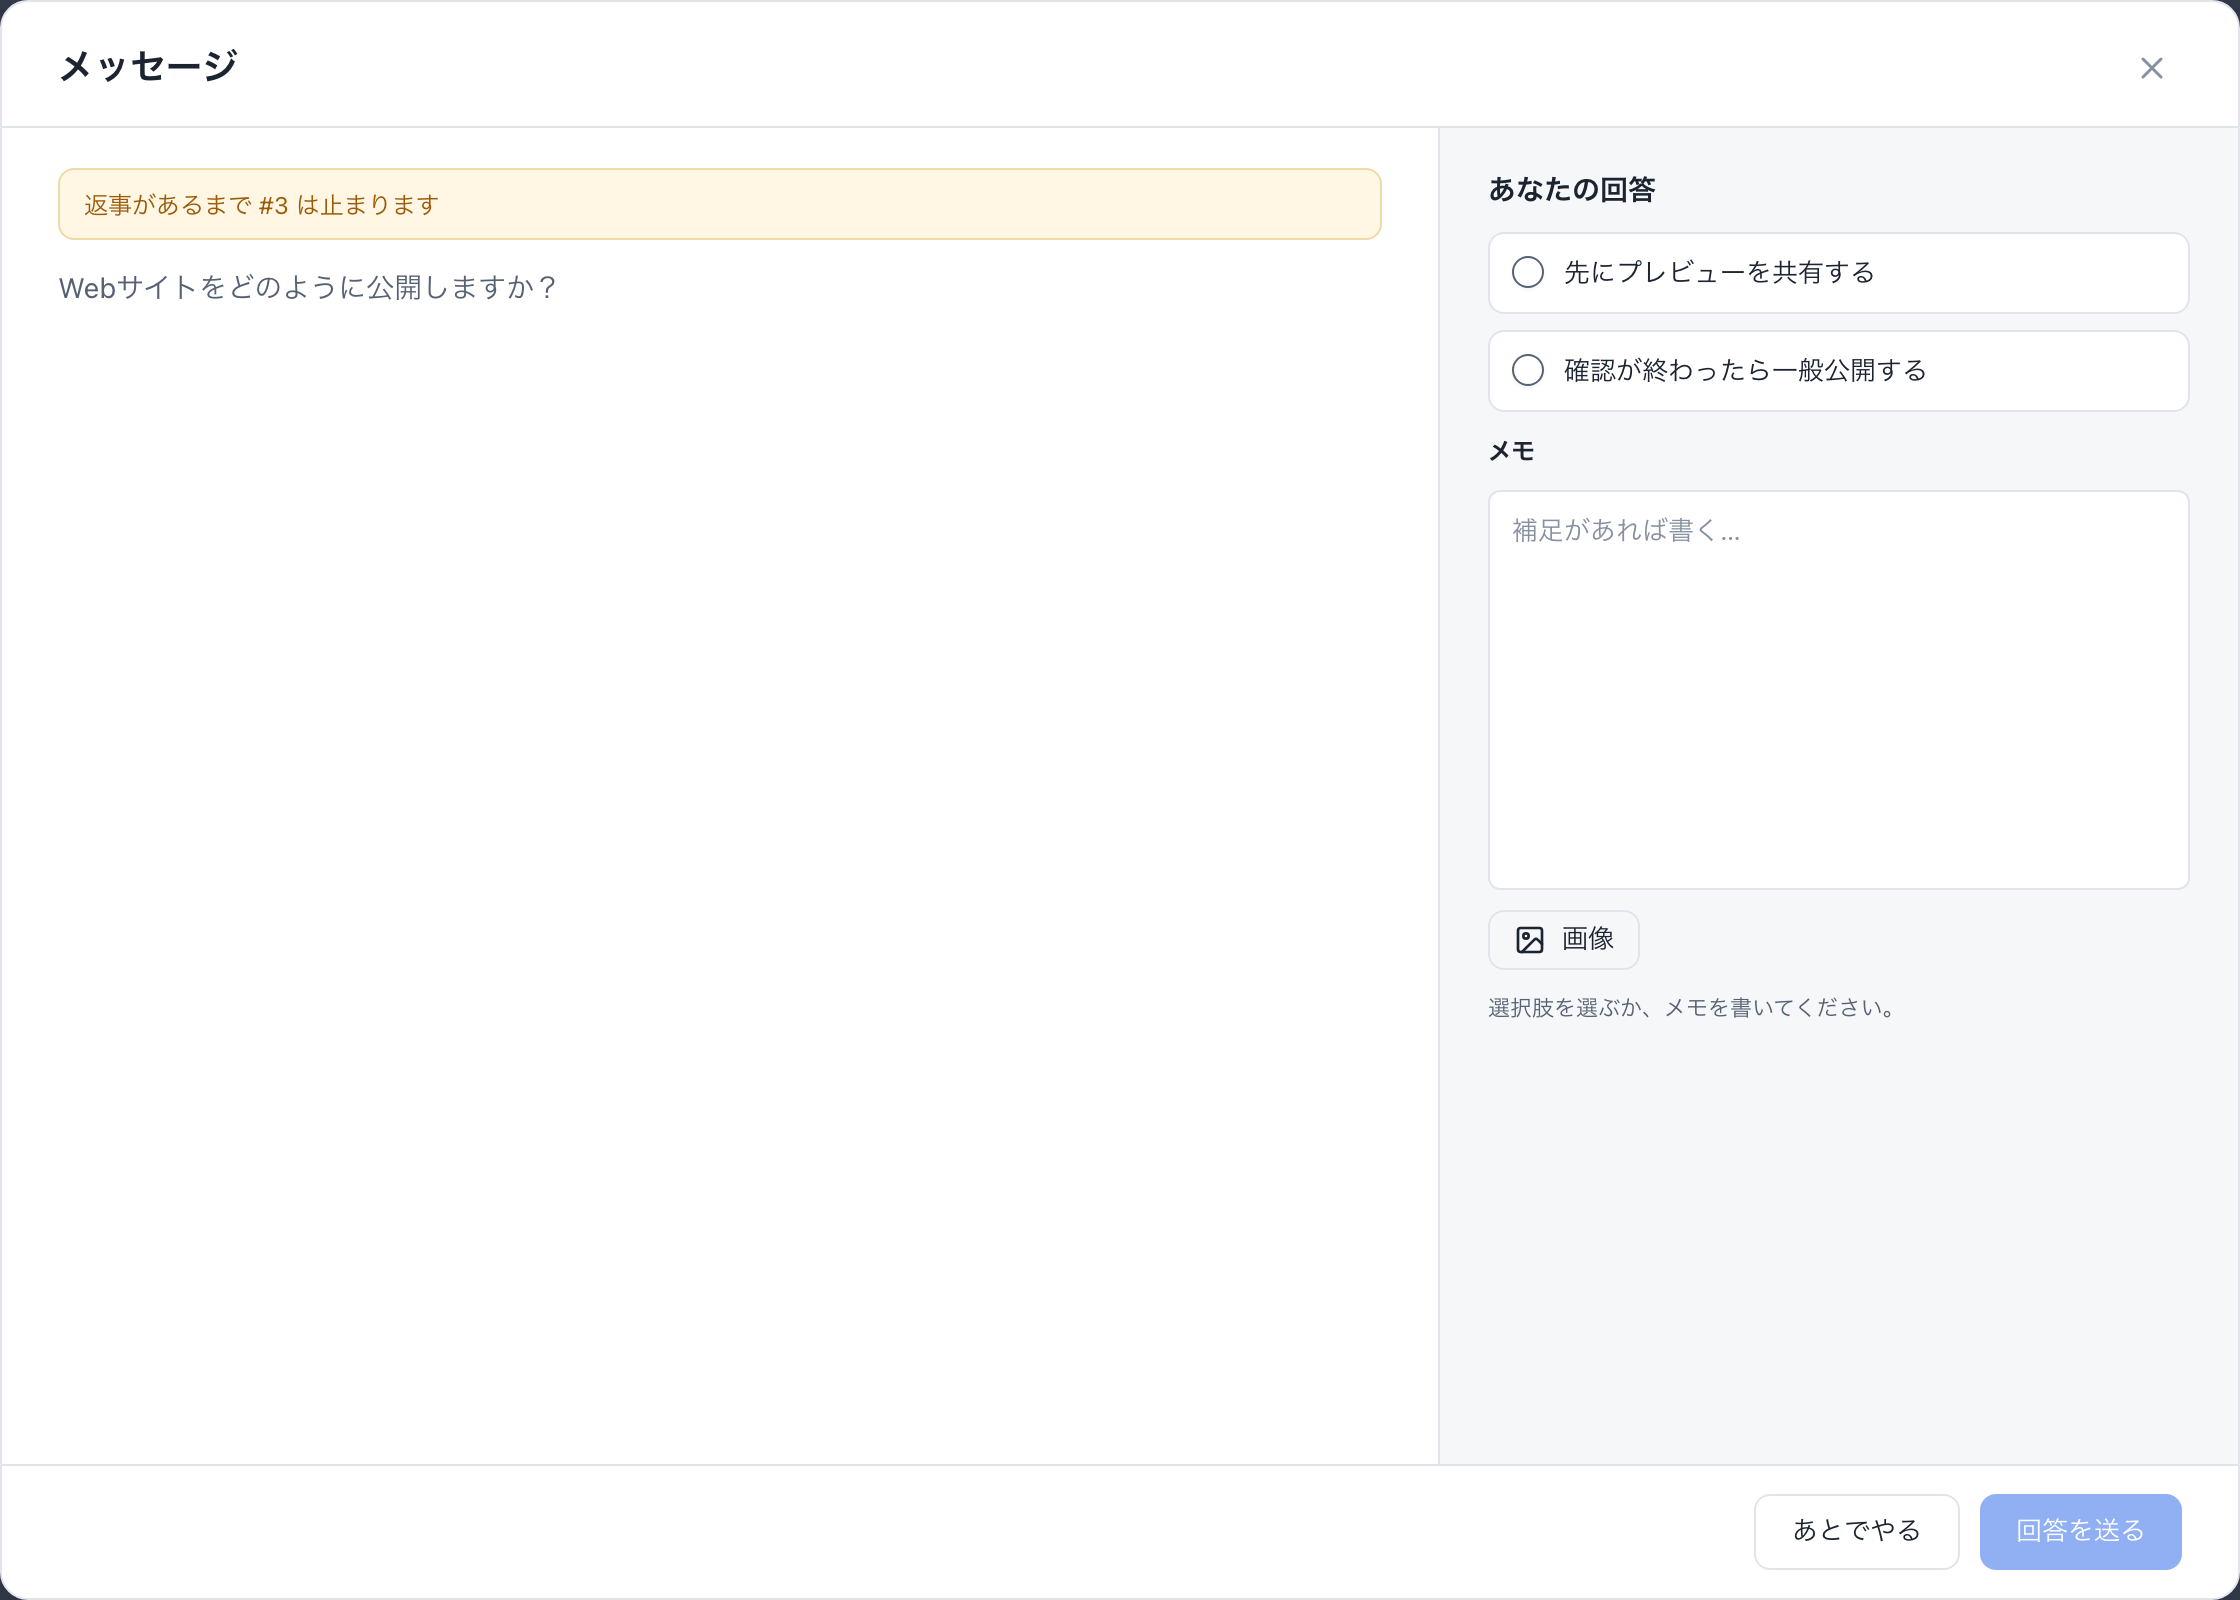 メッセージ
返事があるまで #3 は止まります
Webサイトをどのように公開しますか？
あなたの回答
先にプレビューを共有する
確認が終わったら一般公開する
メモ
補足があれば書く...
画像
選択肢を選ぶか、メモを書いてください。
あとでやる
回答を送る